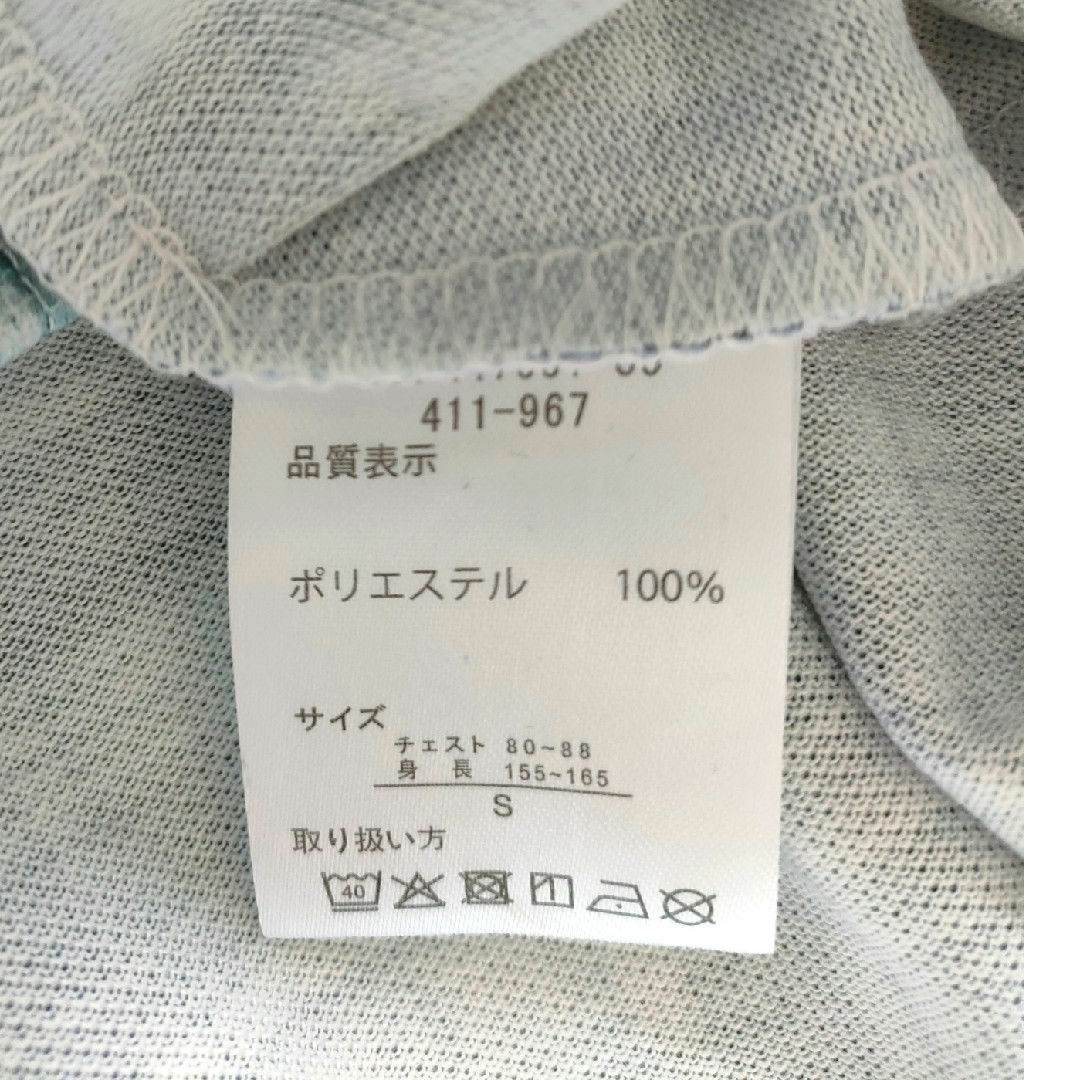 411-967
品質表示
ポリエステル 100%
サイズ
チェスト 80~88
身長 155~165
S
取り扱い方
40